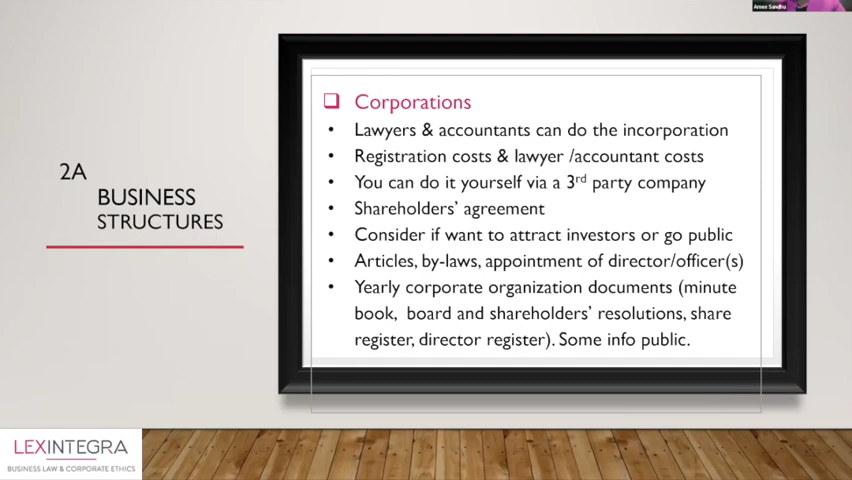 Amee Sandhu
2A
BUSINESS
STRUCTURES
❑ Corporations
• Lawyers & accountants can do the incorporation
• Registration costs & lawyer /accountant costs
• You can do it yourself via a 3rd party company
• Shareholders' agreement
• Consider if want to attract investors or go public
• Articles, by-laws, appointment of director/officer(s)
• Yearly corporate organization documents (minute
book, board and shareholders' resolutions, share
register, director register). Some info public.
LEXINTEGRA
BUSINESS LAW & CORPORATE ETHICS